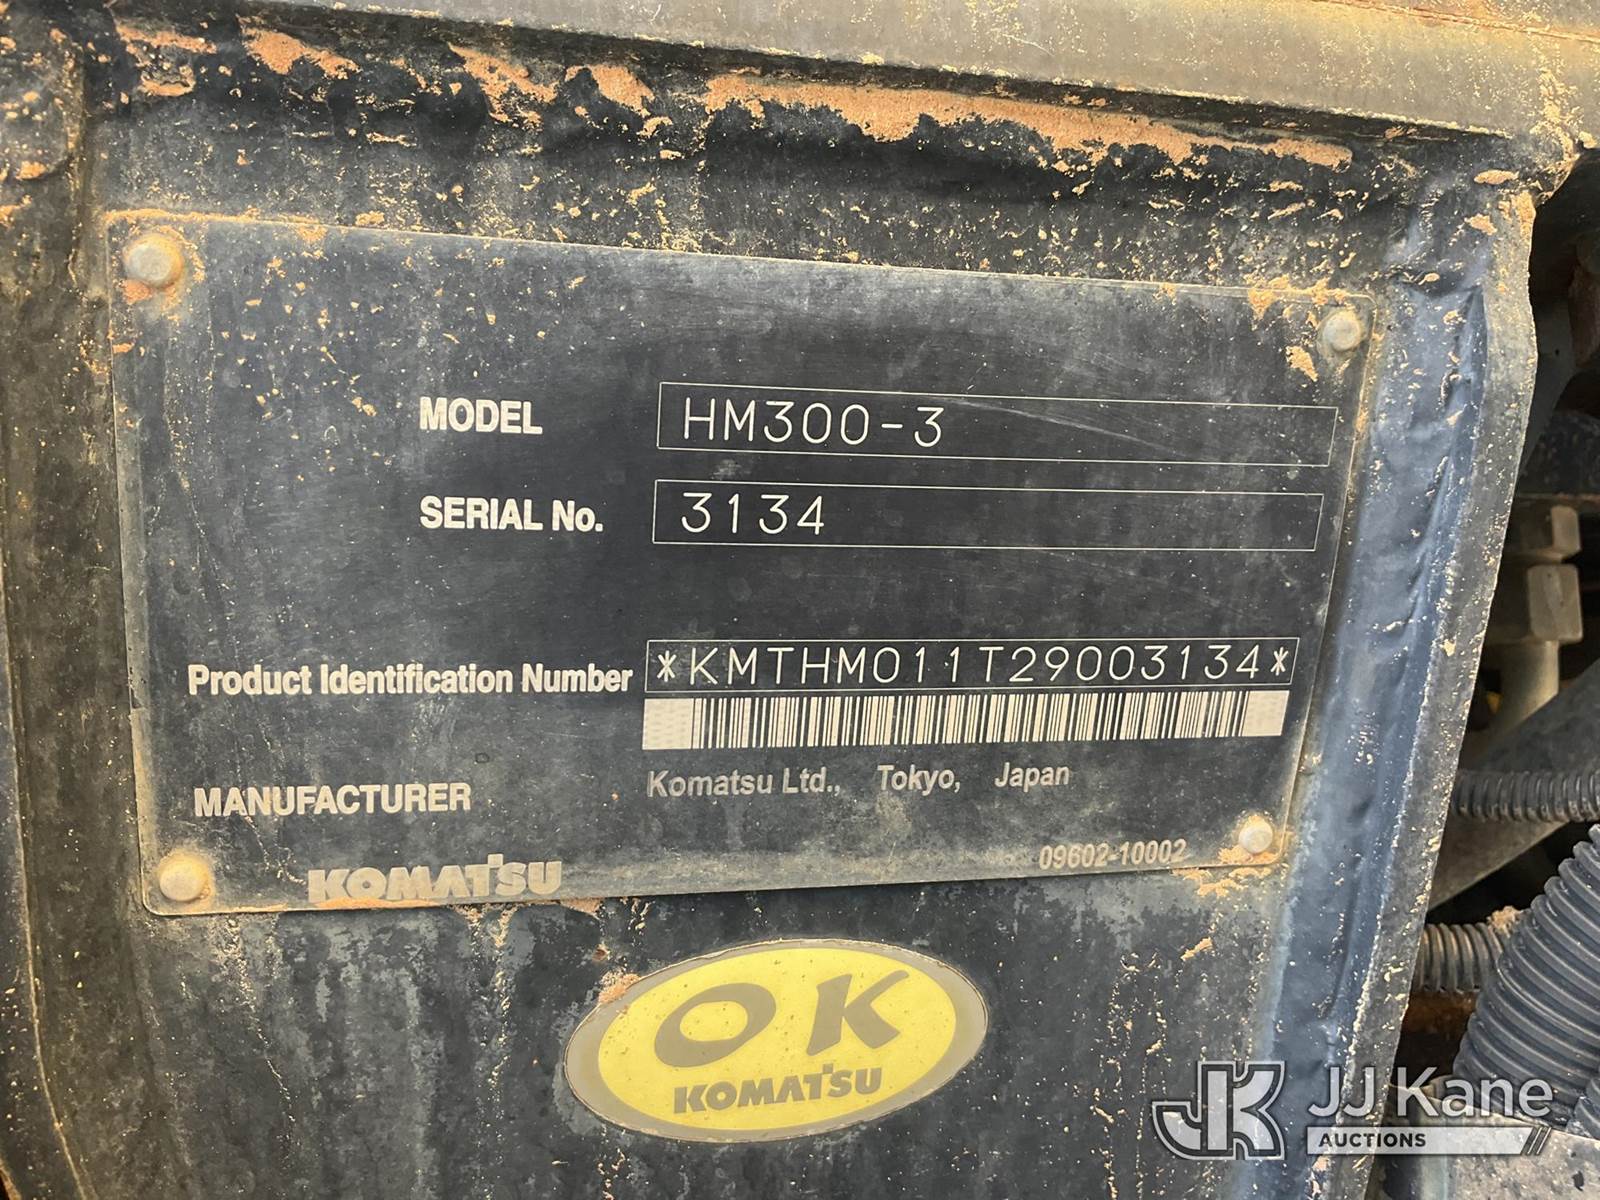 MODEL HM300-3
SERIAL No. 3134
Product Identification Number *KMTHM011T29003134*
MANUFACTURER Komatsu Ltd., Tokyo, Japan
KOMATSU 09602-10002
OK
KOMATSU
JK JJ Kane
AUCTIONS